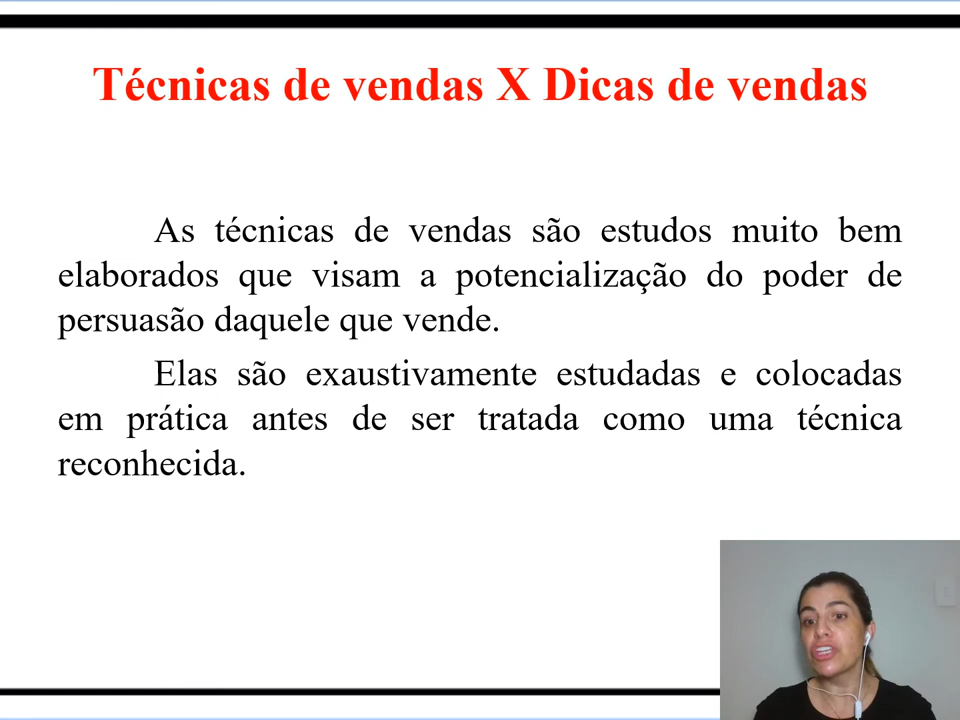 Técnicas de vendas X Dicas de vendas
As técnicas de vendas são estudos muito bem
elaborados que visam a potencialização do poder de
persuasão daquele que vende.
Elas são exaustivamente estudadas e colocadas
em prática antes de ser tratada como uma técnica
reconhecida.